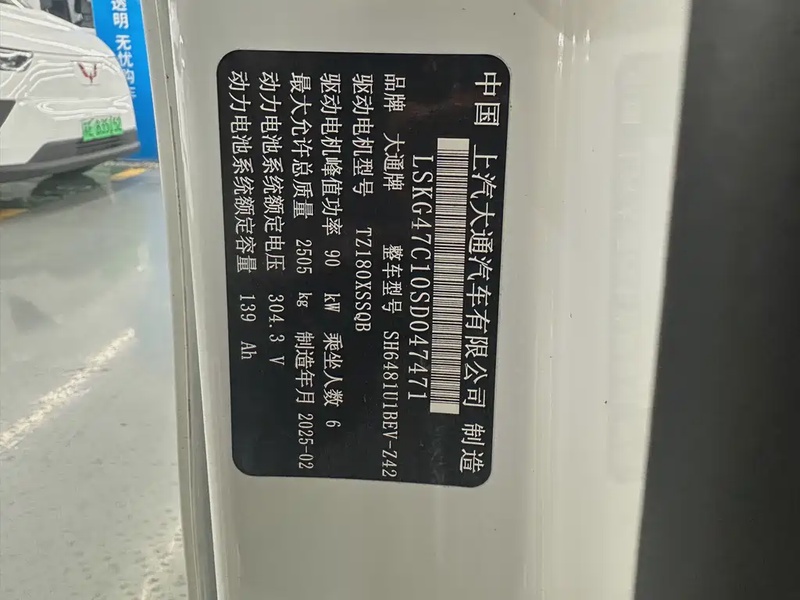 中国 上汽大通汽车有限公司 制造
LSKG47C10SD047471
品牌 大通牌 整车型号 SH6481U1BEV-Z42
驱动电机型号 TZ180XSSQB
驱动电机峰值功率 90 kW 乘坐人数 6
最大允许总质量 2505 kg 制造年月 2025-02
动力电池系统额定电压 304.3 V
动力电池系统额定容量 139 Ah
透明 无忧